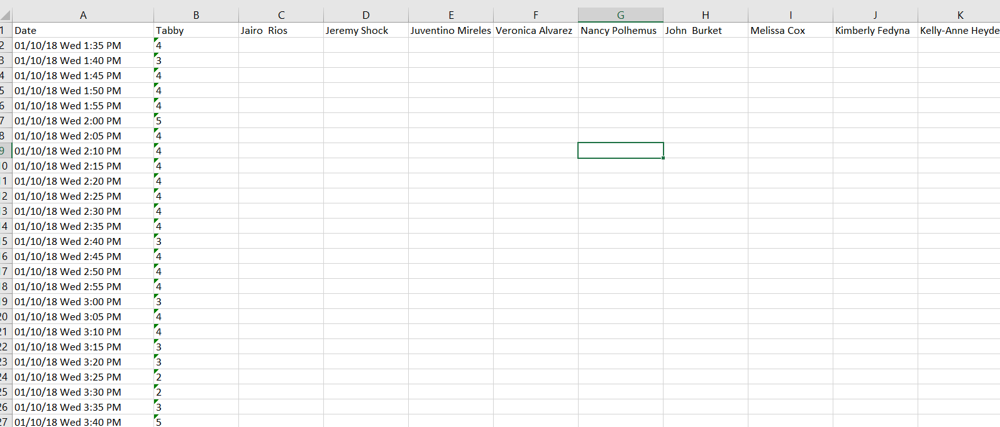 A B C D E F G H I J K
1 Date Tabby Jairo  Rios Jeremy Shock Juventino Mireles Veronica Alvarez Nancy Polhemus John  Burket Melissa Cox Kimberly Fedyna Kelly-Anne Heyde
2 01/10/18 Wed 1:35 PM 4
3 01/10/18 Wed 1:40 PM 3
4 01/10/18 Wed 1:45 PM 4
5 01/10/18 Wed 1:50 PM 4
6 01/10/18 Wed 1:55 PM 4
7 01/10/18 Wed 2:00 PM 5
8 01/10/18 Wed 2:05 PM 4
9 01/10/18 Wed 2:10 PM 4
10 01/10/18 Wed 2:15 PM 4
11 01/10/18 Wed 2:20 PM 4
12 01/10/18 Wed 2:25 PM 4
13 01/10/18 Wed 2:30 PM 4
14 01/10/18 Wed 2:35 PM 4
15 01/10/18 Wed 2:40 PM 3
16 01/10/18 Wed 2:45 PM 4
17 01/10/18 Wed 2:50 PM 4
18 01/10/18 Wed 2:55 PM 4
19 01/10/18 Wed 3:00 PM 3
20 01/10/18 Wed 3:05 PM 4
21 01/10/18 Wed 3:10 PM 4
22 01/10/18 Wed 3:15 PM 3
23 01/10/18 Wed 3:20 PM 3
24 01/10/18 Wed 3:25 PM 2
25 01/10/18 Wed 3:30 PM 2
26 01/10/18 Wed 3:35 PM 3
27 01/10/18 Wed 3:40 PM 5